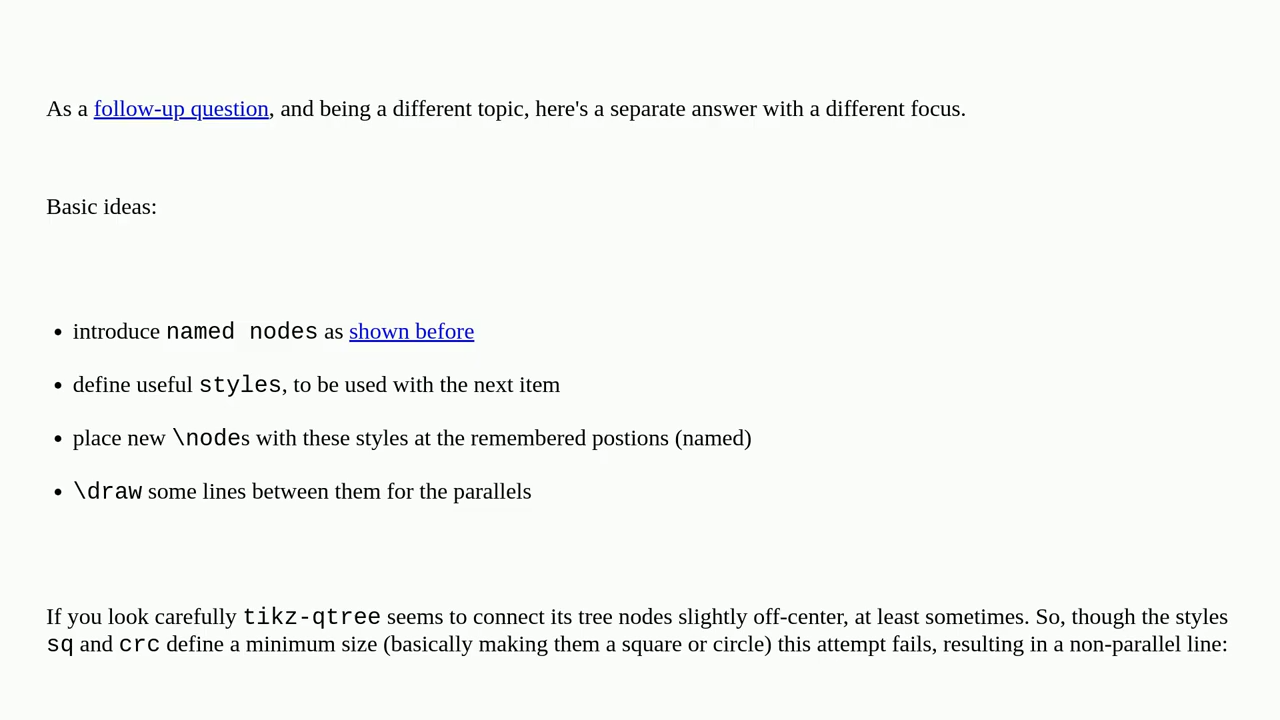 As a follow-up question, and being a different topic, here's a separate answer with a different focus.
Basic ideas:
• introduce named nodes as shown before
• define useful styles, to be used with the next item
• place new \nodes with these styles at the remembered postions (named)
• \draw some lines between them for the parallels
If you look carefully tikz-qtree seems to connect its tree nodes slightly off-center, at least sometimes. So, though the styles
sq and crc define a minimum size (basically making them a square or circle) this attempt fails, resulting in a non-parallel line: